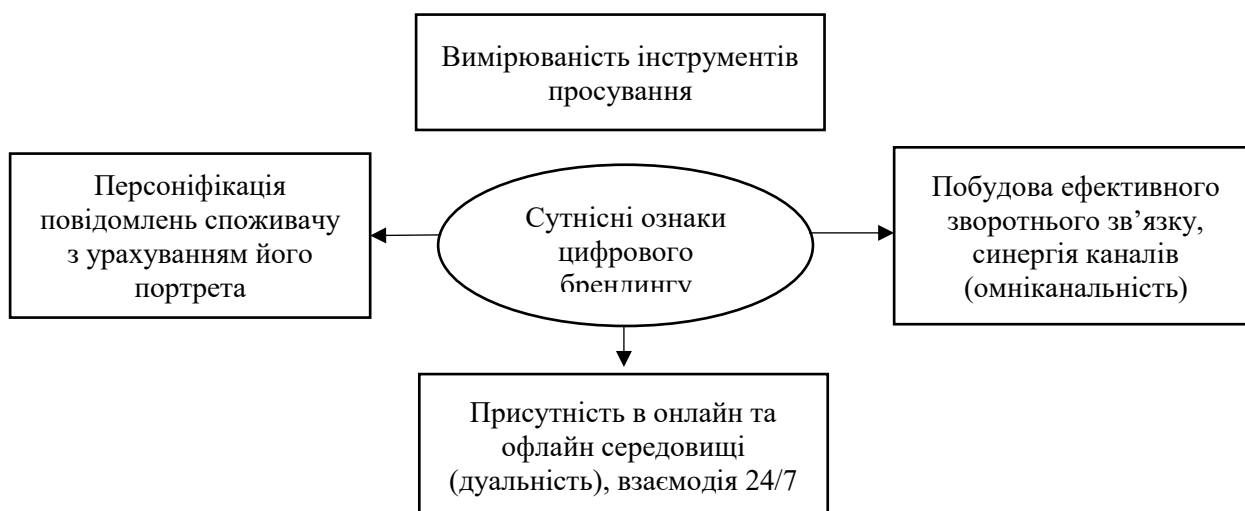 Вимірюваність інструментів
просування
Персоніфікація
повідомлень споживачу
з урахуванням його
портрета
Сутнісні ознаки
цифрового
брендингу
Побудова ефективного
зворотнього зв’язку,
синергія каналів
(омніканальність)
Присутність в онлайн та
офлайн середовищі
(дуальність), взаємодія 24/7